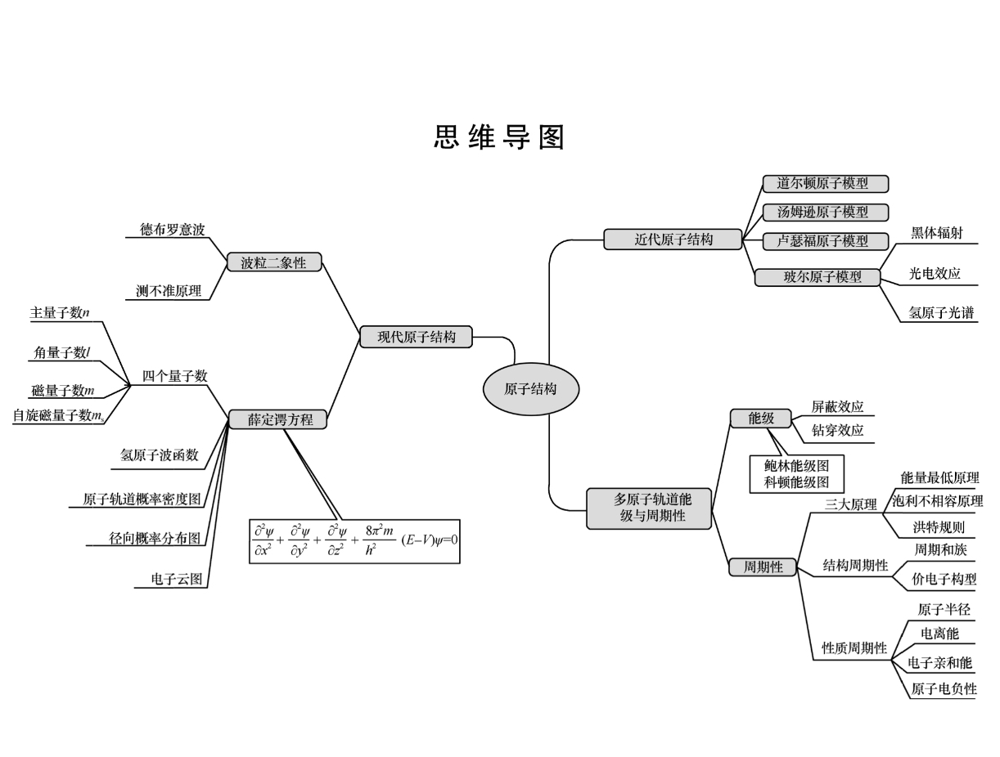 思维导图
原子结构
近代原子结构
道尔顿原子模型
汤姆逊原子模型
卢瑟福原子模型
玻尔原子模型
黑体辐射
光电效应
氢原子光谱
现代原子结构
波粒二象性
德布罗意波
测不准原理
薛定谔方程
四个量子数
主量子数n
角量子数l
磁量子数m
自旋磁量子数mₛ
氢原子波函数
原子轨道概率密度图
径向概率分布图
电子云图
∂²ψ/∂x² + ∂²ψ/∂y² + ∂²ψ/∂z² + 8π²m/h² (E–V)ψ=0
多原子轨道能
级与周期性
能级
屏蔽效应
钻穿效应
鲍林能级图
科顿能级图
周期性
三大原理
能量最低原理
泡利不相容原理
洪特规则
结构周期性
周期和族
价电子构型
性质周期性
原子半径
电离能
电子亲和能
原子电负性